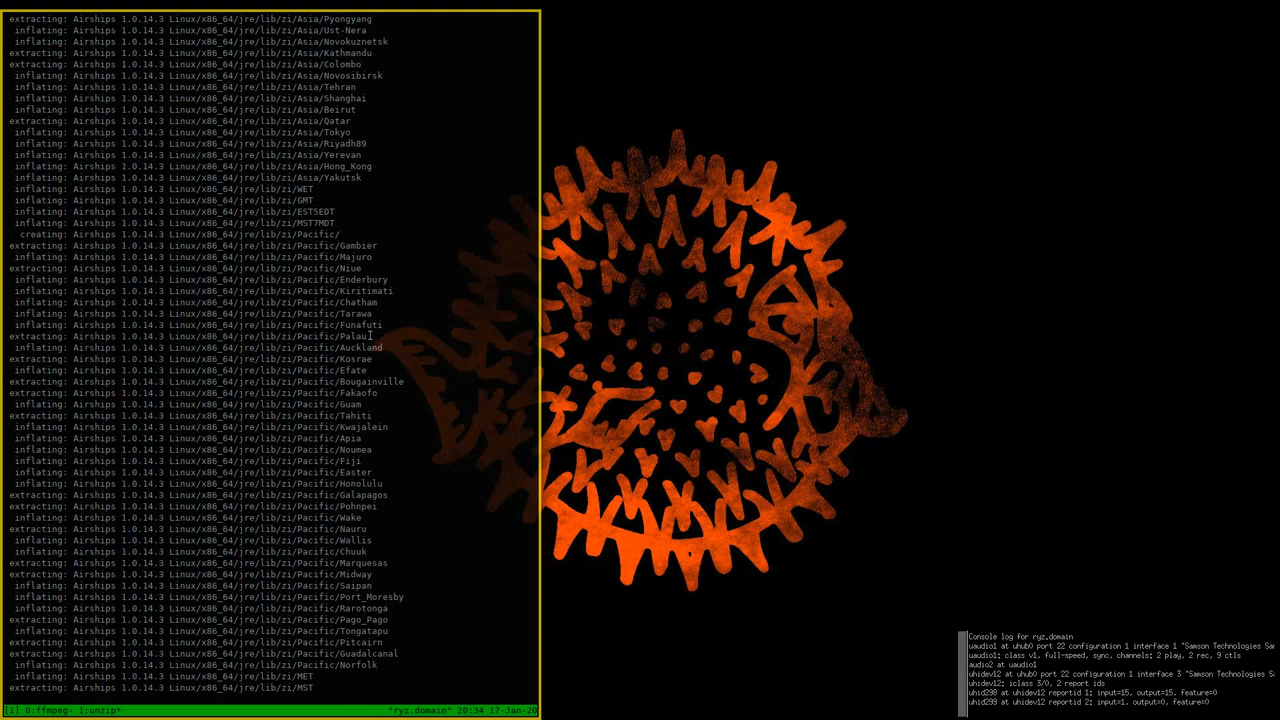 extracting: Airships 1.0.14.3 Linux/x86_64/jre/lib/zi/Asia/Pyongyang
inflating: Airships 1.0.14.3 Linux/x86_64/jre/lib/zi/Asia/Ust-Nera
inflating: Airships 1.0.14.3 Linux/x86_64/jre/lib/zi/Asia/Novokuznetsk
extracting: Airships 1.0.14.3 Linux/x86_64/jre/lib/zi/Asia/Kathmandu
extracting: Airships 1.0.14.3 Linux/x86_64/jre/lib/zi/Asia/Colombo
inflating: Airships 1.0.14.3 Linux/x86_64/jre/lib/zi/Asia/Novosibirsk
inflating: Airships 1.0.14.3 Linux/x86_64/jre/lib/zi/Asia/Tehran
inflating: Airships 1.0.14.3 Linux/x86_64/jre/lib/zi/Asia/Shanghai
inflating: Airships 1.0.14.3 Linux/x86_64/jre/lib/zi/Asia/Beirut
extracting: Airships 1.0.14.3 Linux/x86_64/jre/lib/zi/Asia/Qatar
inflating: Airships 1.0.14.3 Linux/x86_64/jre/lib/zi/Asia/Tokyo
inflating: Airships 1.0.14.3 Linux/x86_64/jre/lib/zi/Asia/Riyadh89
inflating: Airships 1.0.14.3 Linux/x86_64/jre/lib/zi/Asia/Yerevan
inflating: Airships 1.0.14.3 Linux/x86_64/jre/lib/zi/Asia/Hong_Kong
inflating: Airships 1.0.14.3 Linux/x86_64/jre/lib/zi/Asia/Yakutsk
inflating: Airships 1.0.14.3 Linux/x86_64/jre/lib/zi/WET
inflating: Airships 1.0.14.3 Linux/x86_64/jre/lib/zi/GMT
inflating: Airships 1.0.14.3 Linux/x86_64/jre/lib/zi/EST5EDT
inflating: Airships 1.0.14.3 Linux/x86_64/jre/lib/zi/MST7MDT
creating: Airships 1.0.14.3 Linux/x86_64/jre/lib/zi/Pacific/
extracting: Airships 1.0.14.3 Linux/x86_64/jre/lib/zi/Pacific/Gambier
inflating: Airships 1.0.14.3 Linux/x86_64/jre/lib/zi/Pacific/Majuro
extracting: Airships 1.0.14.3 Linux/x86_64/jre/lib/zi/Pacific/Niue
inflating: Airships 1.0.14.3 Linux/x86_64/jre/lib/zi/Pacific/Enderbury
inflating: Airships 1.0.14.3 Linux/x86_64/jre/lib/zi/Pacific/Kiritimati
inflating: Airships 1.0.14.3 Linux/x86_64/jre/lib/zi/Pacific/Chatham
inflating: Airships 1.0.14.3 Linux/x86_64/jre/lib/zi/Pacific/Tarawa
inflating: Airships 1.0.14.3 Linux/x86_64/jre/lib/zi/Pacific/Funafuti
extracting: Airships 1.0.14.3 Linux/x86_64/jre/lib/zi/Pacific/Palau
inflating: Airships 1.0.14.3 Linux/x86_64/jre/lib/zi/Pacific/Auckland
extracting: Airships 1.0.14.3 Linux/x86_64/jre/lib/zi/Pacific/Kosrae
inflating: Airships 1.0.14.3 Linux/x86_64/jre/lib/zi/Pacific/Efate
extracting: Airships 1.0.14.3 Linux/x86_64/jre/lib/zi/Pacific/Bougainville
extracting: Airships 1.0.14.3 Linux/x86_64/jre/lib/zi/Pacific/Fakaofo
inflating: Airships 1.0.14.3 Linux/x86_64/jre/lib/zi/Pacific/Guam
extracting: Airships 1.0.14.3 Linux/x86_64/jre/lib/zi/Pacific/Tahiti
inflating: Airships 1.0.14.3 Linux/x86_64/jre/lib/zi/Pacific/Kwajalein
inflating: Airships 1.0.14.3 Linux/x86_64/jre/lib/zi/Pacific/Apia
inflating: Airships 1.0.14.3 Linux/x86_64/jre/lib/zi/Pacific/Noumea
inflating: Airships 1.0.14.3 Linux/x86_64/jre/lib/zi/Pacific/Fiji
inflating: Airships 1.0.14.3 Linux/x86_64/jre/lib/zi/Pacific/Easter
inflating: Airships 1.0.14.3 Linux/x86_64/jre/lib/zi/Pacific/Honolulu
extracting: Airships 1.0.14.3 Linux/x86_64/jre/lib/zi/Pacific/Galapagos
extracting: Airships 1.0.14.3 Linux/x86_64/jre/lib/zi/Pacific/Pohnpei
inflating: Airships 1.0.14.3 Linux/x86_64/jre/lib/zi/Pacific/Wake
extracting: Airships 1.0.14.3 Linux/x86_64/jre/lib/zi/Pacific/Nauru
inflating: Airships 1.0.14.3 Linux/x86_64/jre/lib/zi/Pacific/Wallis
inflating: Airships 1.0.14.3 Linux/x86_64/jre/lib/zi/Pacific/Chuuk
extracting: Airships 1.0.14.3 Linux/x86_64/jre/lib/zi/Pacific/Marquesas
extracting: Airships 1.0.14.3 Linux/x86_64/jre/lib/zi/Pacific/Midway
inflating: Airships 1.0.14.3 Linux/x86_64/jre/lib/zi/Pacific/Saipan
inflating: Airships 1.0.14.3 Linux/x86_64/jre/lib/zi/Pacific/Port_Moresby
inflating: Airships 1.0.14.3 Linux/x86_64/jre/lib/zi/Pacific/Rarotonga
extracting: Airships 1.0.14.3 Linux/x86_64/jre/lib/zi/Pacific/Pago_Pago
inflating: Airships 1.0.14.3 Linux/x86_64/jre/lib/zi/Pacific/Tongatapu
extracting: Airships 1.0.14.3 Linux/x86_64/jre/lib/zi/Pacific/Pitcairn
extracting: Airships 1.0.14.3 Linux/x86_64/jre/lib/zi/Pacific/Guadalcanal
inflating: Airships 1.0.14.3 Linux/x86_64/jre/lib/zi/Pacific/Norfolk
inflating: Airships 1.0.14.3 Linux/x86_64/jre/lib/zi/MET
extracting: Airships 1.0.14.3 Linux/x86_64/jre/lib/zi/MST
[1] 0:ffmpeg- 1:unzip* "ryz.domain" 20:34 17-Jan-20
Console log for ryz.domain
uaudio1 at uhub0 port 22 configuration 1 interface 1 "Samson Technologies Sam
uaudio1: class v1, full-speed, sync, channels: 2 play, 2 rec, 9 ctls
audio2 at uaudio1
uhidev12 at uhub0 port 22 configuration 1 interface 3 "Samson Technologies Sa
uhidev12: iclass 3/0, 2 report ids
uhid298 at uhidev12 reportid 1: input=15, output=15, feature=0
uhid299 at uhidev12 reportid 2: input=1, output=0, feature=0